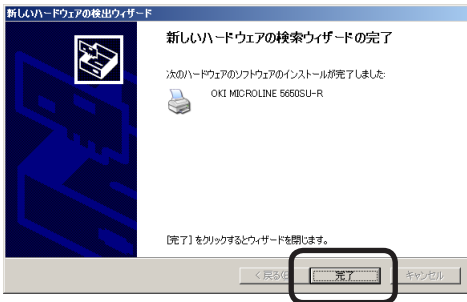 新しいハードウェアの検出ウィザード
新しいハードウェアの検索ウィザードの完了
次のハードウェアのソフトウェアのインストールが完了しました:
OKI MICROLINE 5650SU-R
[完了] をクリックするとウィザードを閉じます。
< 戻る(B)
完了
キャンセル